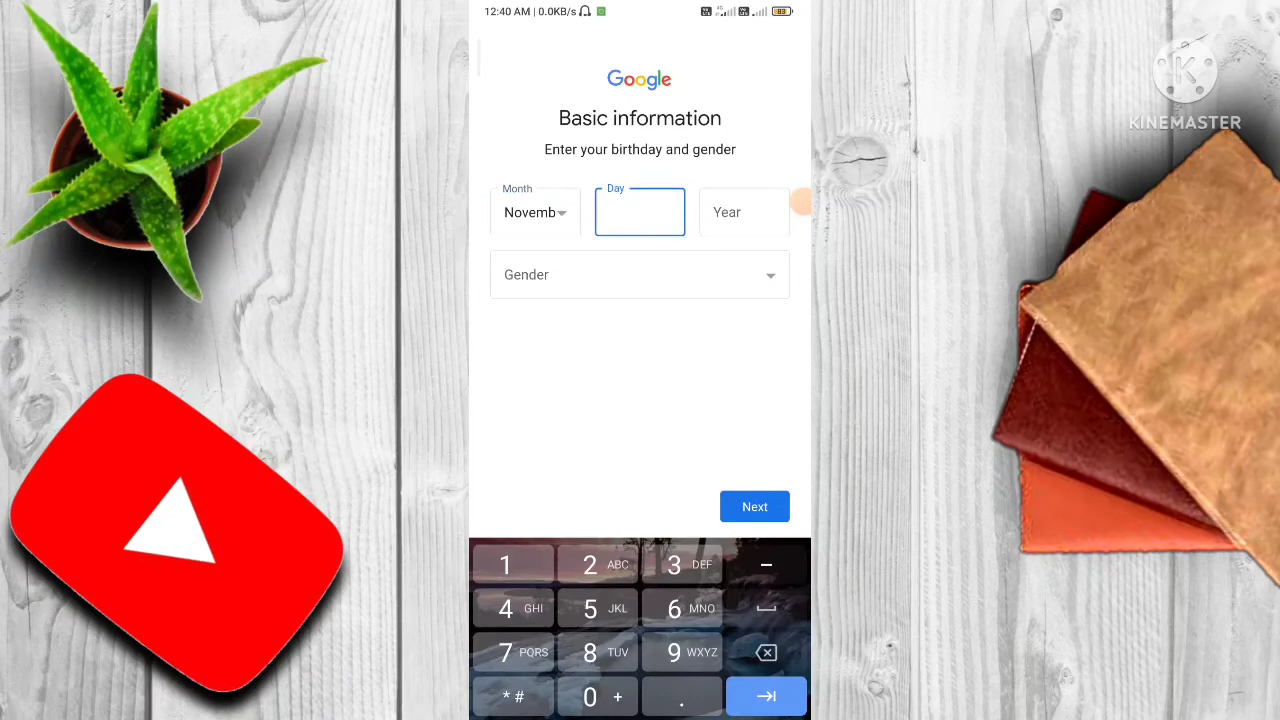 12:40 AM | 0.0KB/s
83
Google
Basic information
Enter your birthday and gender
Month
Novemb
Day
Year
Gender
Next
1
2 ABC
3 DEF
–
4 GHI
5 JKL
6 MNO
7 PQRS
8 TUV
9 WXYZ
* #
0 +
.
K
KINEMASTER